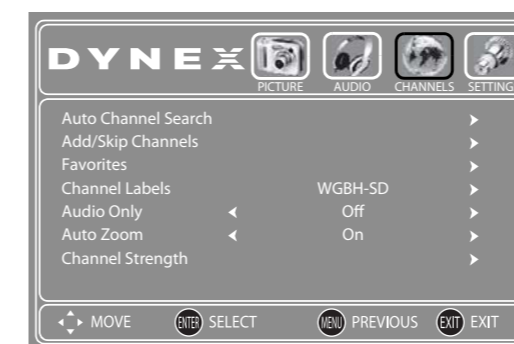 DYNEX
PICTURE AUDIO CHANNELS SETTING
Auto Channel Search
Add/Skip Channels
Favorites
Channel Labels WGBH-SD
Audio Only Off
Auto Zoom On
Channel Strength
MOVE ENTER SELECT MENU PREVIOUS EXIT EXIT